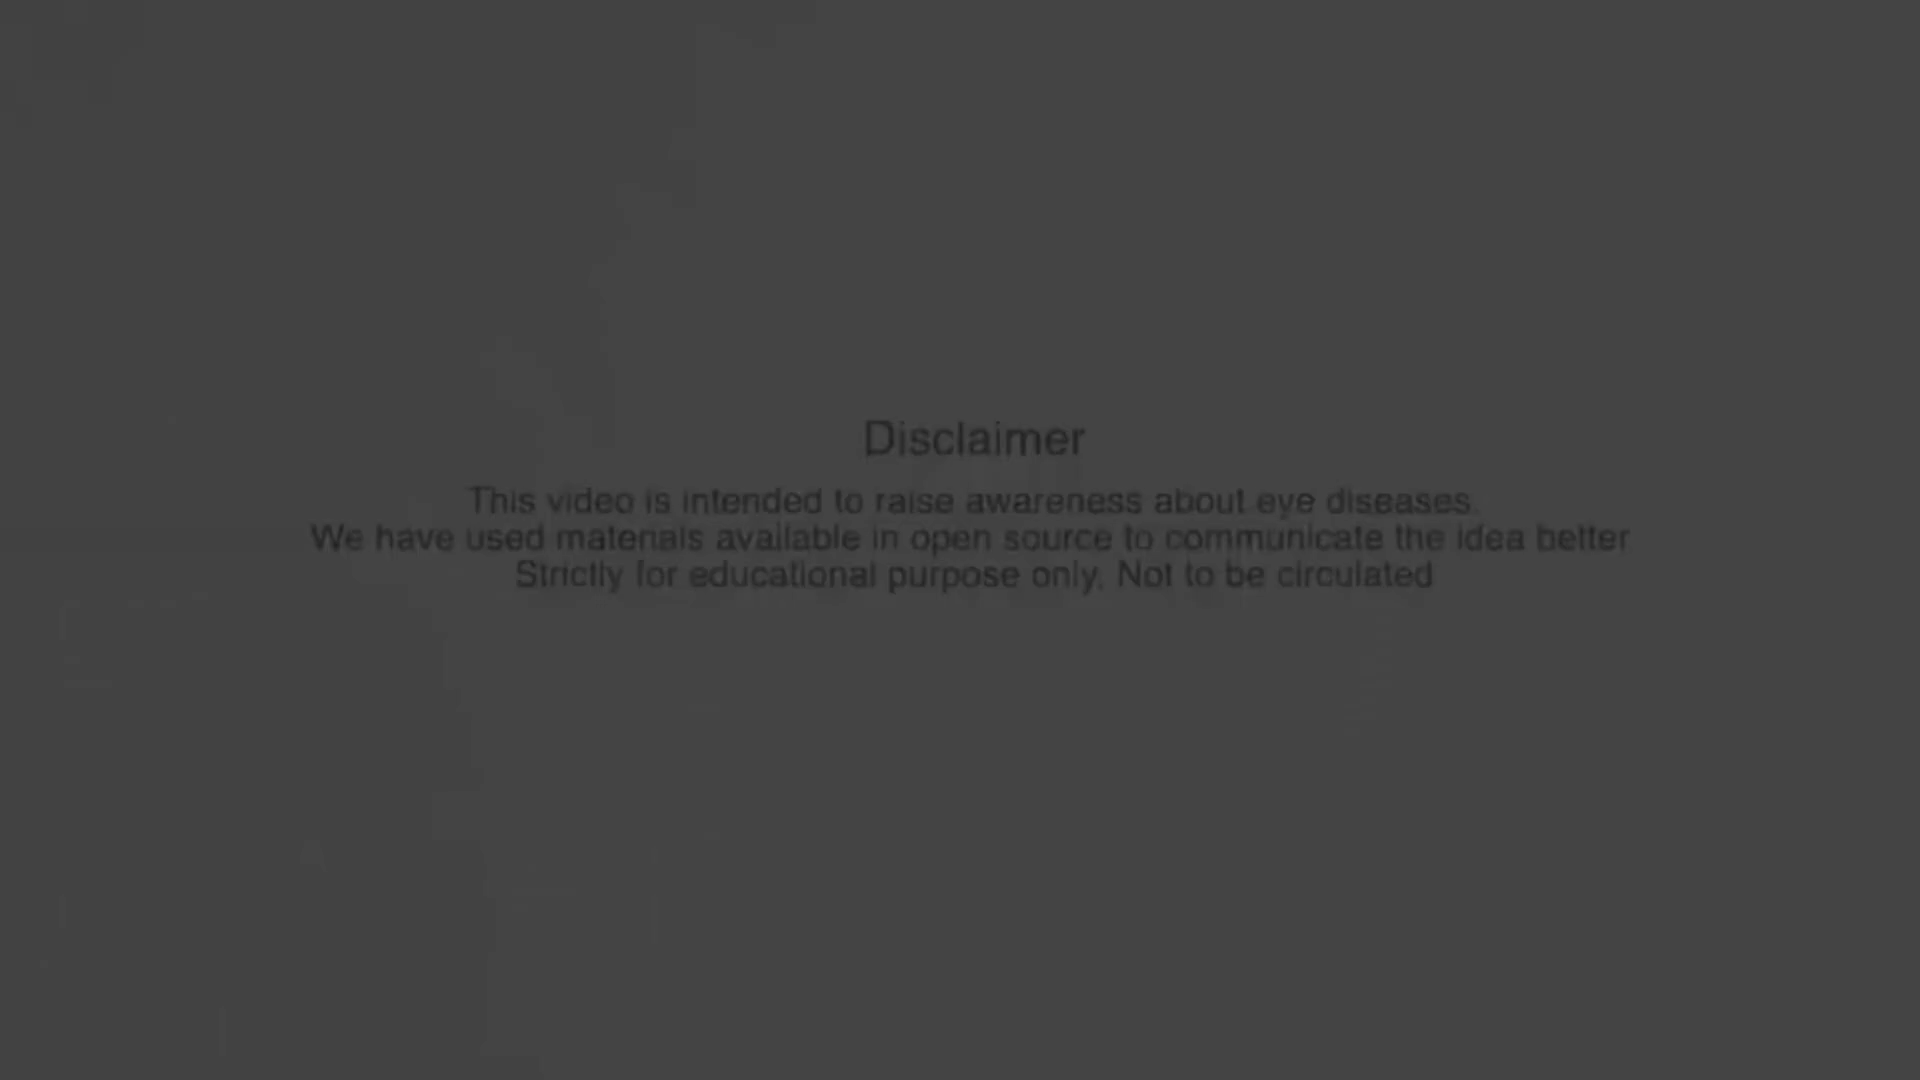 Disclaimer
This video is intended to raise awareness about eye diseases.
We have used materials available in open source to communicate the idea better
Strictly for educational purpose only, Not to be circulated